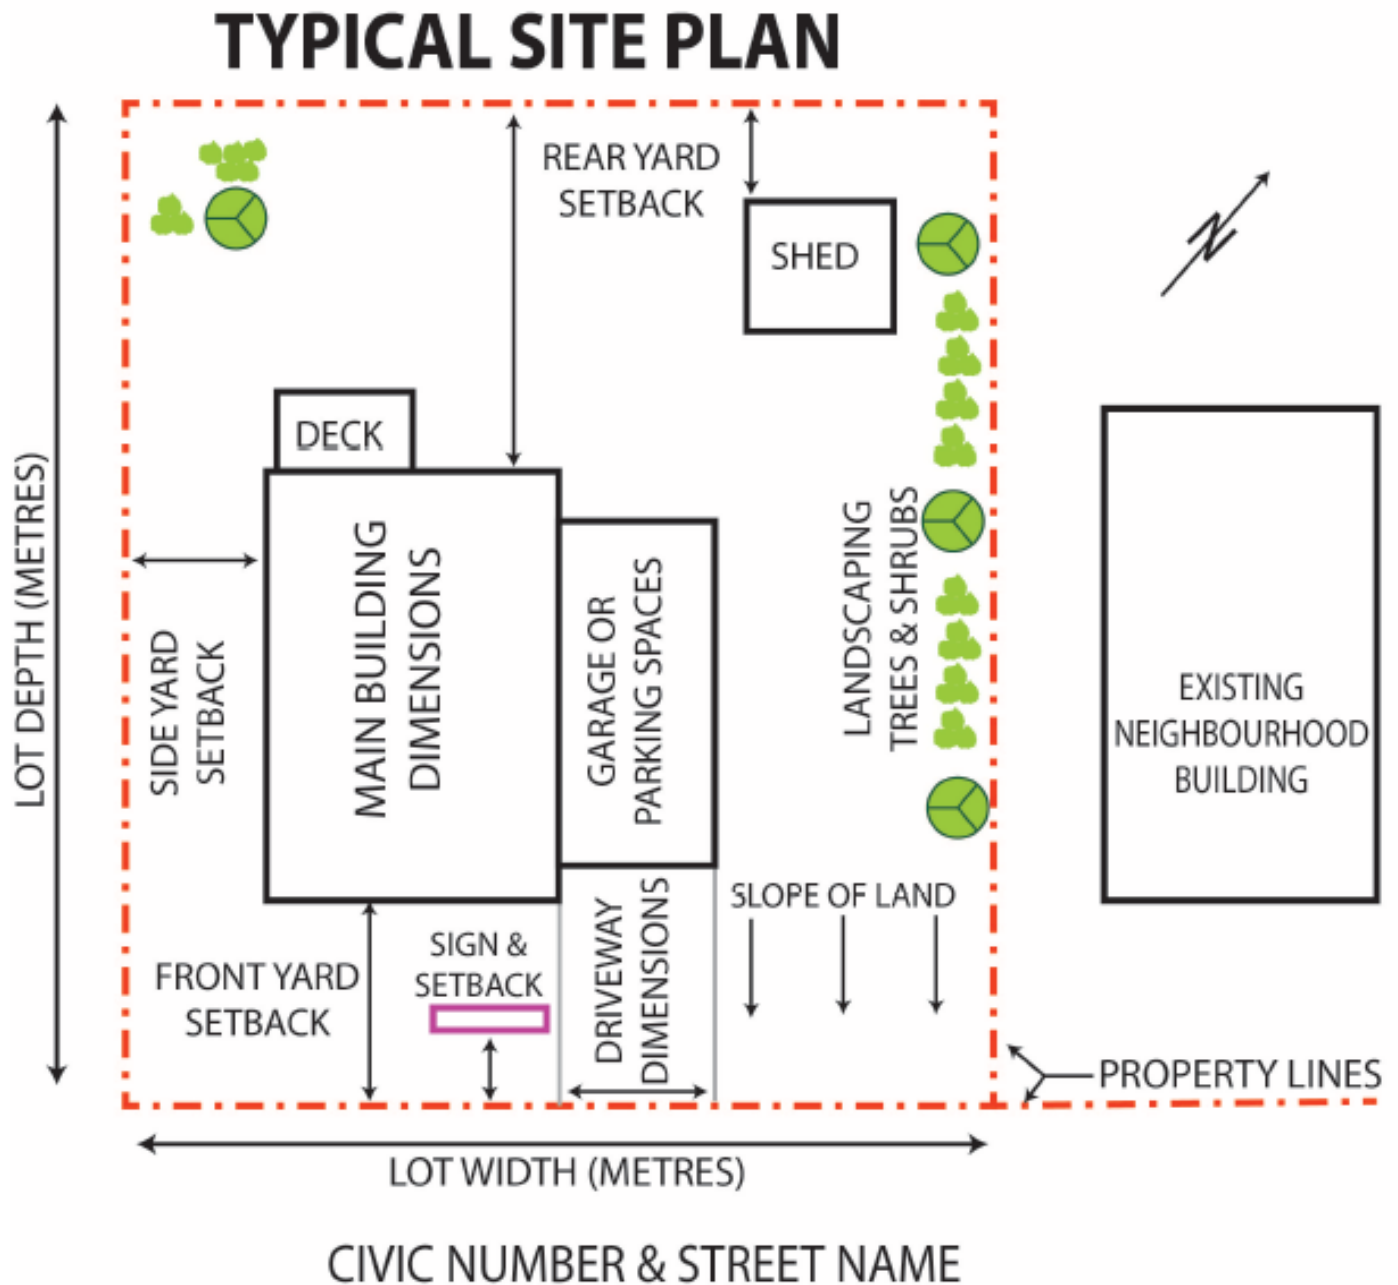 TYPICAL SITE PLAN
REAR YARD
SETBACK
SHED
N
DECK
LOT DEPTH (METRES)
SIDE YARD
SETBACK
MAIN BUILDING
DIMENSIONS
GARAGE OR
PARKING SPACES
LANDSCAPING
TREES & SHRUBS
EXISTING
NEIGHBOURHOOD
BUILDING
SLOPE OF LAND
FRONT YARD
SETBACK
SIGN &
SETBACK
DRIVEWAY
DIMENSIONS
PROPERTY LINES
LOT WIDTH (METRES)
CIVIC NUMBER & STREET NAME